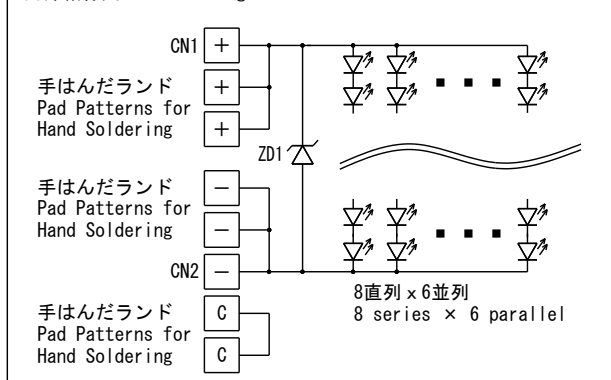 CN1
+
手はんだランド
Pad Patterns for
Hand Soldering
+
+
ZD1
手はんだランド
Pad Patterns for
Hand Soldering
−
−
CN2
−
手はんだランド
Pad Patterns for
Hand Soldering
C
C
8直列 x 6並列
8 series × 6 parallel